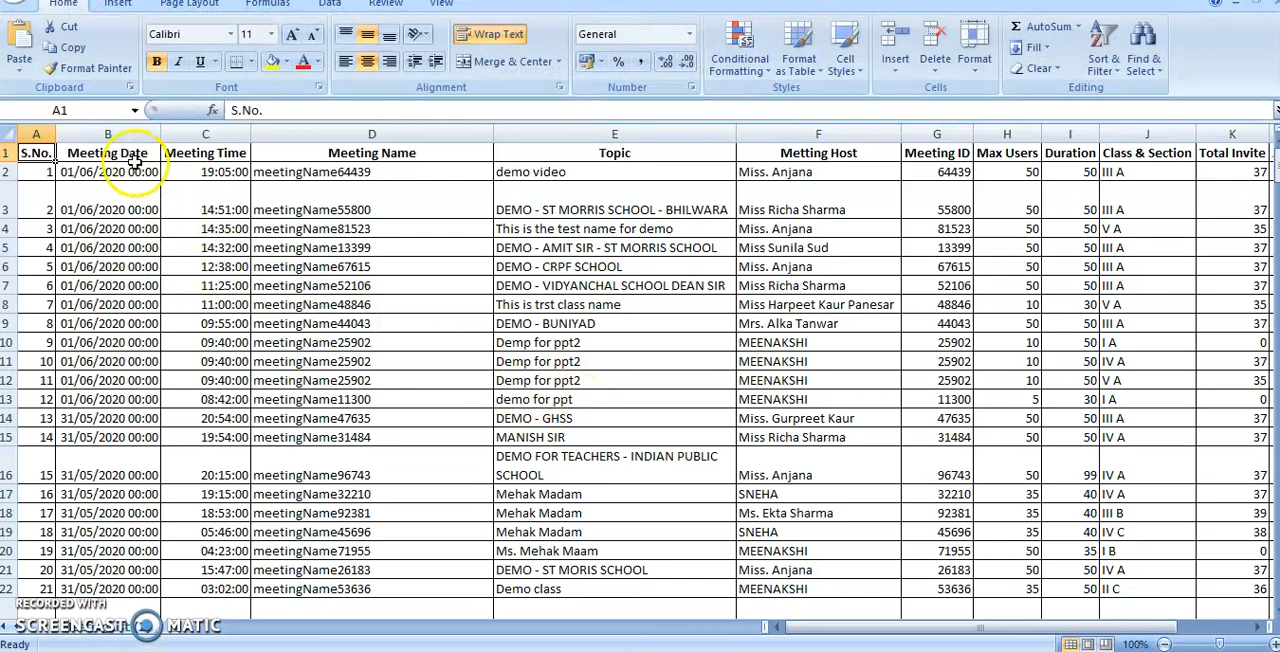 Home Insert Page Layout Formulas Data Review View
Paste Cut Copy Format Painter Clipboard
Calibri 11 B I U A Font
Wrap Text Merge & Center Alignment
General % , Number
Conditional Formatting Format as Table Cell Styles Styles
Insert Delete Format Cells
Σ AutoSum Fill Clear Sort & Filter Find & Select Editing
A1 fx S.No.
A B C D E F G H I J K
1 S.No. Meeting Date Meeting Time Meeting Name Topic Metting Host Meeting ID Max Users Duration Class & Section Total Invite
2 1 01/06/2020 00:00 19:05:00 meetingName64439 demo video Miss. Anjana 64439 50 50 III A 37
3 2 01/06/2020 00:00 14:51:00 meetingName55800 DEMO - ST MORRIS SCHOOL - BHILWARA Miss Richa Sharma 55800 50 50 III A 37
4 3 01/06/2020 00:00 14:35:00 meetingName81523 This is the test name for demo Miss. Anjana 81523 50 50 V A 35
5 4 01/06/2020 00:00 14:32:00 meetingName13399 DEMO - AMIT SIR - ST MORRIS SCHOOL Miss Sunila Sud 13399 50 50 III A 37
6 5 01/06/2020 00:00 12:38:00 meetingName67615 DEMO - CRPF SCHOOL Miss. Anjana 67615 50 50 III A 37
7 6 01/06/2020 00:00 11:25:00 meetingName52106 DEMO - VIDYANCHAL SCHOOL DEAN SIR Miss Richa Sharma 52106 50 50 III A 37
8 7 01/06/2020 00:00 11:00:00 meetingName48846 This is trst class name Miss Harpeet Kaur Panesar 48846 10 30 V A 35
9 8 01/06/2020 00:00 09:55:00 meetingName44043 DEMO - BUNIYAD Mrs. Alka Tanwar 44043 50 50 III A 37
10 9 01/06/2020 00:00 09:40:00 meetingName25902 Demp for ppt2 MEENAKSHI 25902 10 50 I A 0
11 10 01/06/2020 00:00 09:40:00 meetingName25902 Demp for ppt2 MEENAKSHI 25902 10 50 IV A 37
12 11 01/06/2020 00:00 09:40:00 meetingName25902 Demp for ppt2 MEENAKSHI 25902 10 50 V A 35
13 12 01/06/2020 00:00 08:42:00 meetingName11300 demo for ppt MEENAKSHI 11300 5 30 I A 0
14 13 31/05/2020 00:00 20:54:00 meetingName47635 DEMO - GHSS Miss. Gurpreet Kaur 47635 50 50 III A 37
15 14 31/05/2020 00:00 19:54:00 meetingName31484 MANISH SIR Miss Richa Sharma 31484 50 50 IV A 37
DEMO FOR TEACHERS - INDIAN PUBLIC
16 15 31/05/2020 00:00 20:15:00 meetingName96743 SCHOOL Miss. Anjana 96743 50 99 IV A 37
17 16 31/05/2020 00:00 19:15:00 meetingName32210 Mehak Madam SNEHA 32210 35 40 IV A 37
18 17 31/05/2020 00:00 18:53:00 meetingName92381 Mehak Madam Ms. Ekta Sharma 92381 35 40 III B 39
19 18 31/05/2020 00:00 05:46:00 meetingName45696 Mehak Madam SNEHA 45696 35 40 IV C 38
20 19 31/05/2020 00:00 04:23:00 meetingName71955 Ms. Mehak Maam MEENAKSHI 71955 50 35 I B 0
21 20 31/05/2020 00:00 15:47:00 meetingName26183 DEMO - ST MORIS SCHOOL Miss. Anjana 26183 50 50 IV A 37
22 21 31/05/2020 00:00 03:02:00 meetingName53636 Demo class MEENAKSHI 53636 50 50 II C 36
RECORDED WITH
SCREENCAST MATIC
Ready 100%